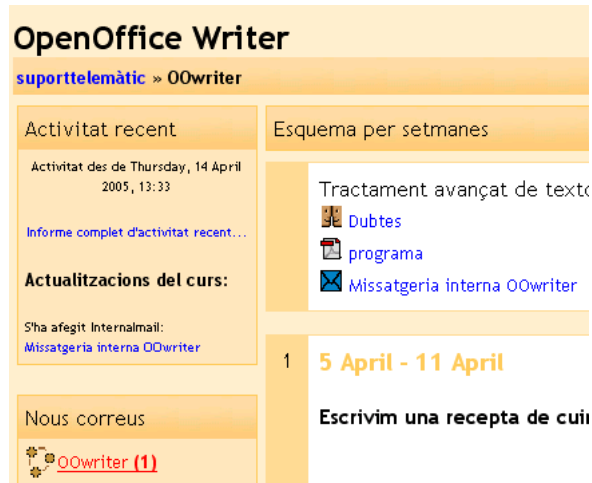 OpenOffice Writer
suporttelemàtic » OOwriter
Activitat recent
Activitat des de Thursday, 14 April
2005, 13:33
Informe complet d'activitat recent...
Actualitzacions del curs:
S'ha afegit Internalmail:
Missatgeria interna OOwriter
Nous correus
OOwriter (1)
Esquema per setmanes
Tractament avançat de
Dubtes
programa
Missatgeria interna OOwriter
1
5 April - 11 April
Escrivim una recepta de